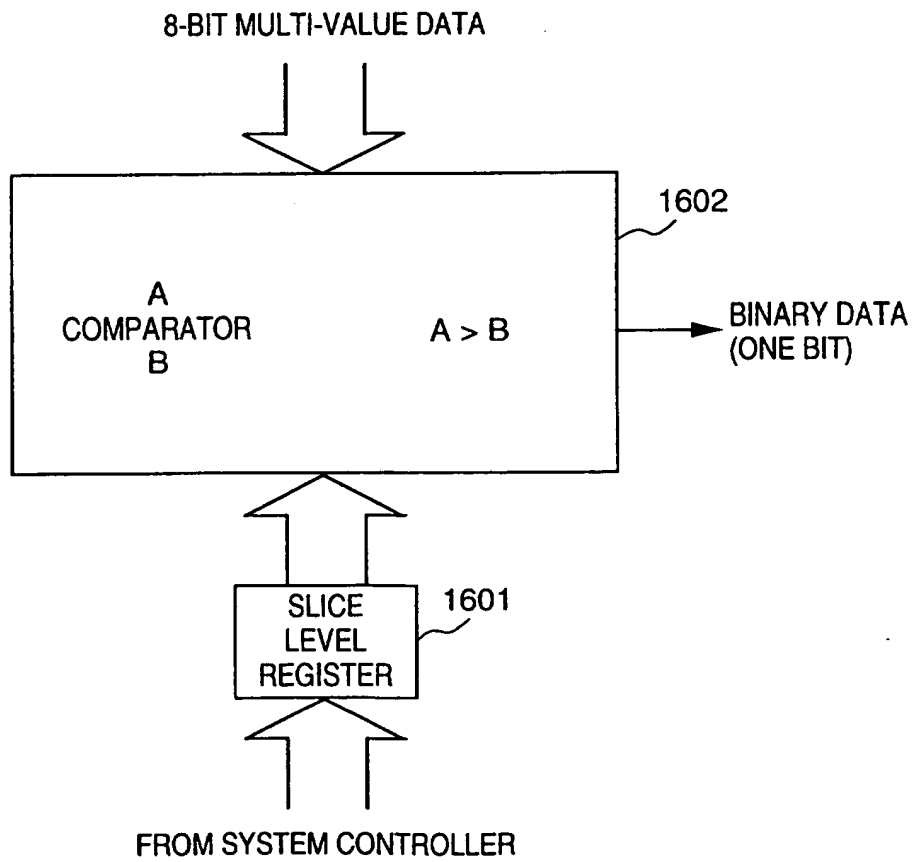 8-BIT MULTI-VALUE DATA
1602
A
COMPARATOR
B
A > B
BINARY DATA
(ONE BIT)
SLICE
LEVEL
REGISTER
1601
FROM SYSTEM CONTROLLER